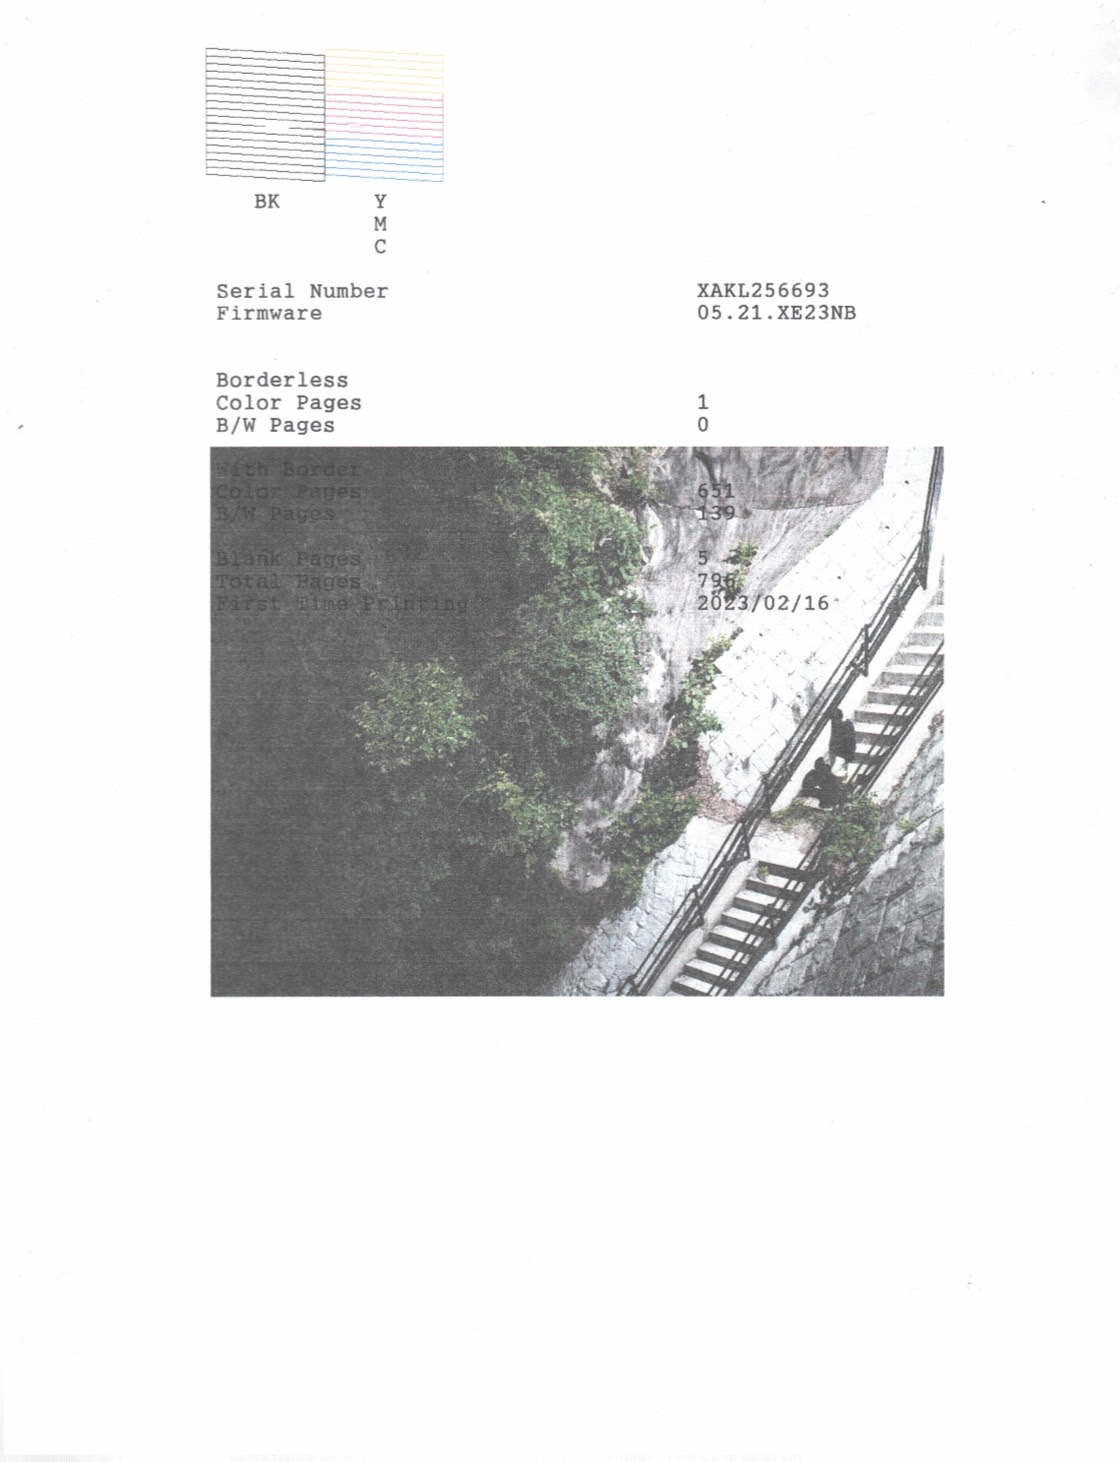 BK Y
M
C
Serial Number XAKL256693
Firmware 05.21.XE23NB
Borderless
Color Pages 1
B/W Pages 0
With Border
Color Pages 651
B/W Pages 139
Blank Pages 5
Total Pages 796
First Time Printing 2023/02/16